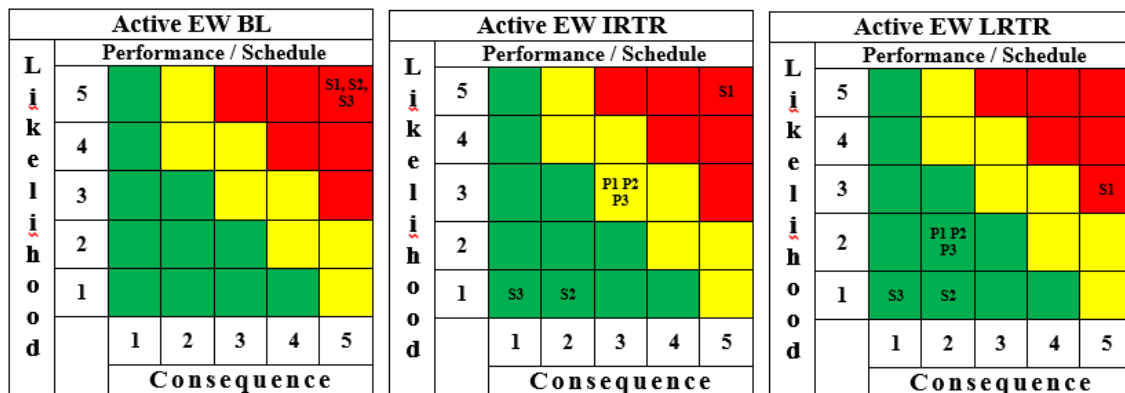 Active EW BL
Performance / Schedule
Likelihood
5
S1, S2,
S3
4
3
2
1
1 2 3 4 5
Consequence
Active EW IRTR
Performance / Schedule
Likelihood
5
S1
4
3
P1 P2
P3
2
1
S3 S2
1 2 3 4 5
Consequence
Active EW LRTR
Performance / Schedule
Likelihood
5
4
3
S1
2
P1 P2
P3
1
S3 S2
1 2 3 4 5
Consequence